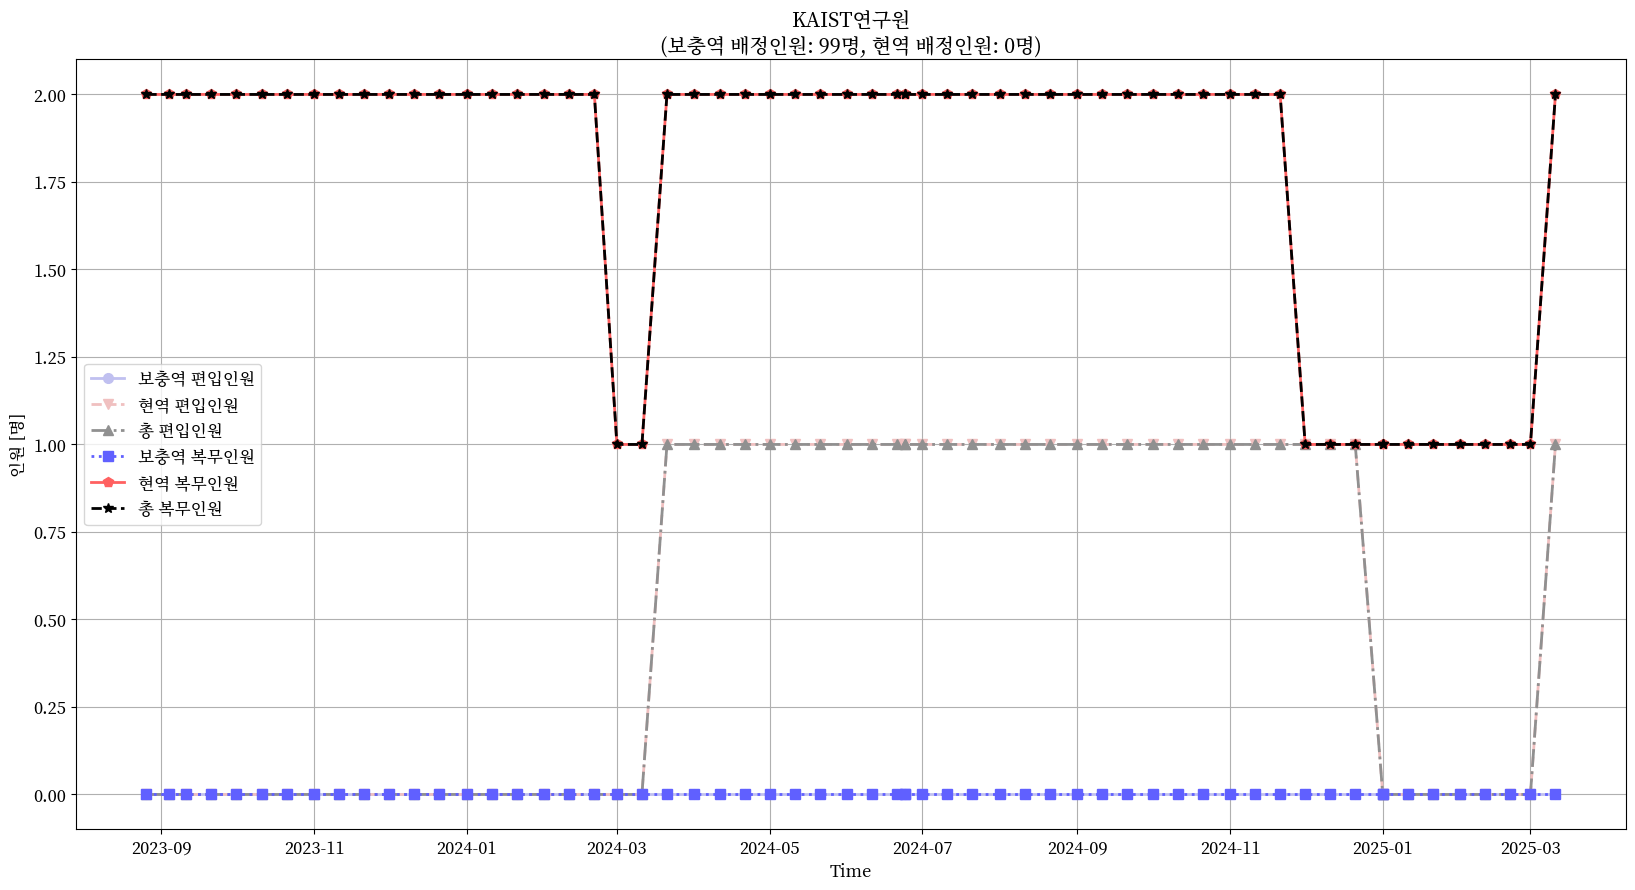 KAIST연구원
(보충역 배정인원: 99명, 현역 배정인원: 0명)
인원 [명]
2.00
1.75
1.50
1.25
1.00
0.75
0.50
0.25
0.00
보충역 편입인원
현역 편입인원
총 편입인원
보충역 복무인원
현역 복무인원
총 복무인원
2023-09
2023-11
2024-01
2024-03
2024-05
2024-07
2024-09
2024-11
2025-01
2025-03
Time